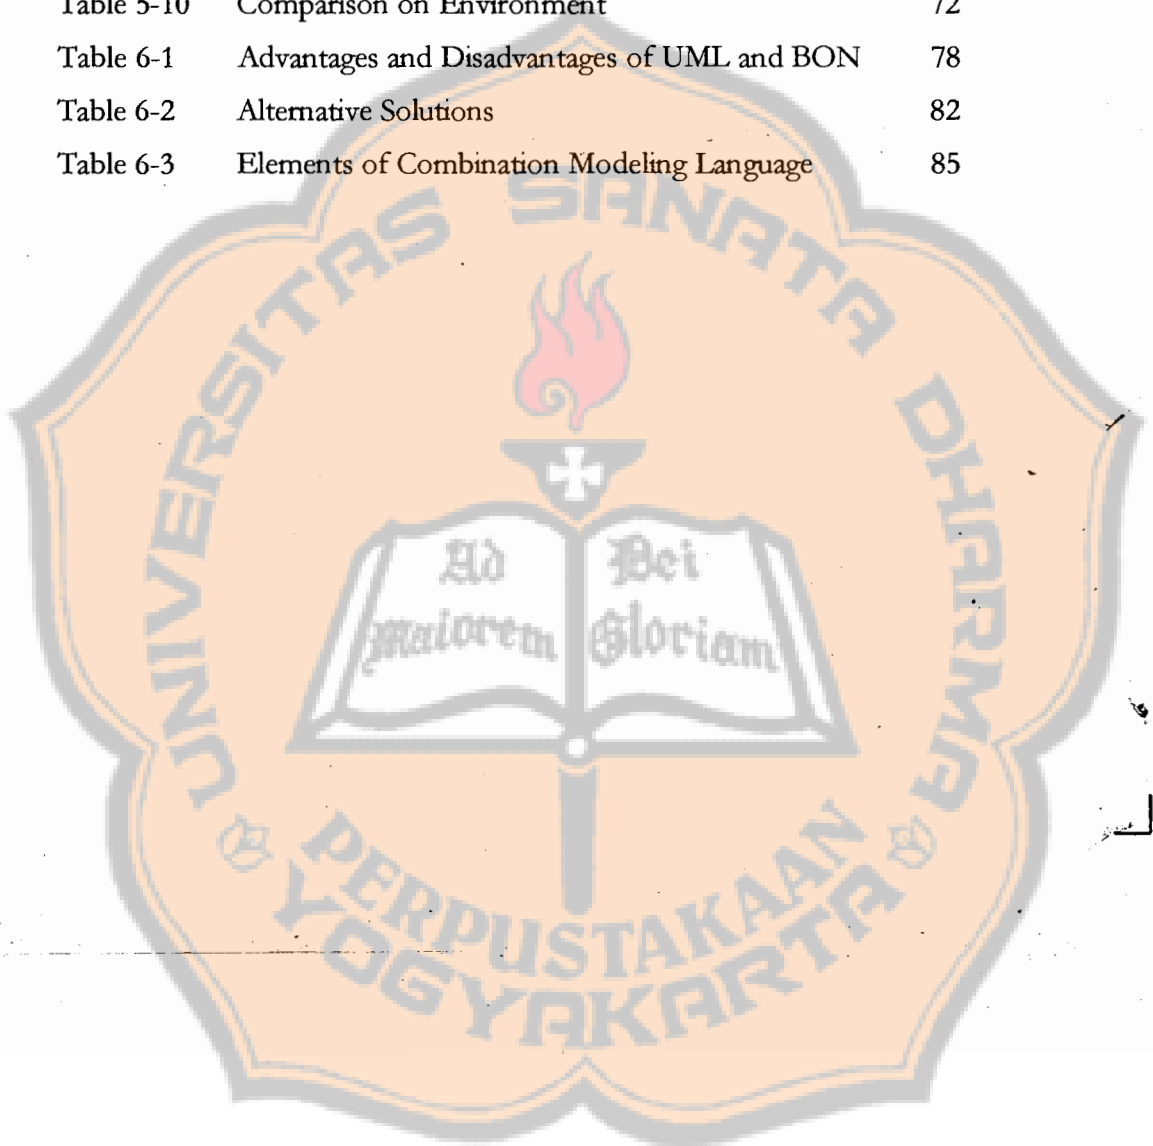 Table 5-10 Comparison on Environment 72
Table 6-1 Advantages and Disadvantages of UML and BON 78
Table 6-2 Alternative Solutions 82
Table 6-3 Elements of Combination Modeling Language 85
UNIVERSITAS SANATA DHARMA
Ad Dei
maiorem Gloriam
PERPUSTAKAAN
YOGYAKARTA